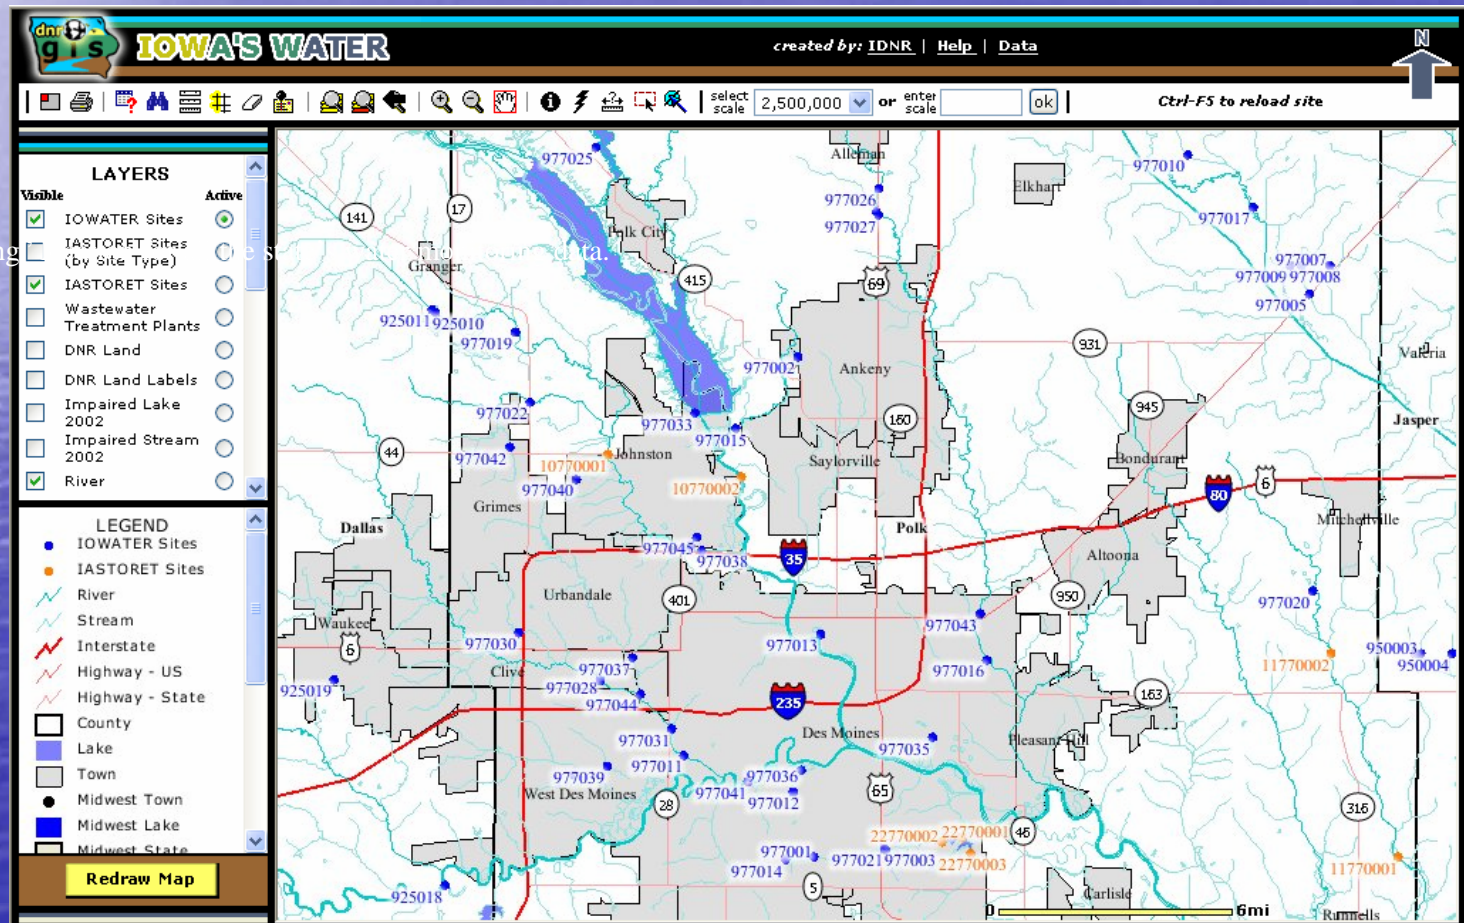 dnr
gis
IOWA'S WATER
created by: IDNR | Help | Data
N
select scale 2,500,000 or enter scale ok
Ctrl-F5 to reload site
LAYERS
Visible Active
IOWATER Sites
IASTORET Sites
(by Site Type)
IASTORET Sites
Wastewater
Treatment Plants
DNR Land
DNR Land Labels
Impaired Lake
2002
Impaired Stream
2002
River
LEGEND
IOWATER Sites
IASTORET Sites
River
Stream
Interstate
Highway - US
Highway - State
County
Lake
Town
Midwest Town
Midwest Lake
Midwest State
Redraw Map
data.
977025
Alleman
977010
Elkhart
977026
977017
977027
141
17
Polk City
Granger
415
69
977007
977009 977008
977005
925011 925010
977019
931
Valeria
977002
Ankeny
977022
977033
977015
160
945
Jasper
44
977042
10770001
Johnston
977040
10770002
Saylorville
Bondurant
6
80
Grimes
Dallas
Polk
Mitchellville
977045
977038
35
Altoona
Urbandale
401
950
977020
Waukee
6
977030
977013
977043
977037
977016
11770002
950003
950004
Clive
925019
977028
977044
235
163
977031
Des Moines
977035
Pleasant Hill
977011
977039
977036
West Des Moines
977041
977012
65
28
316
22770002 22770001
46
977001
977021 977003
22770003
977014
11770001
5
925018
Carlisle
0 6mi
Runnells